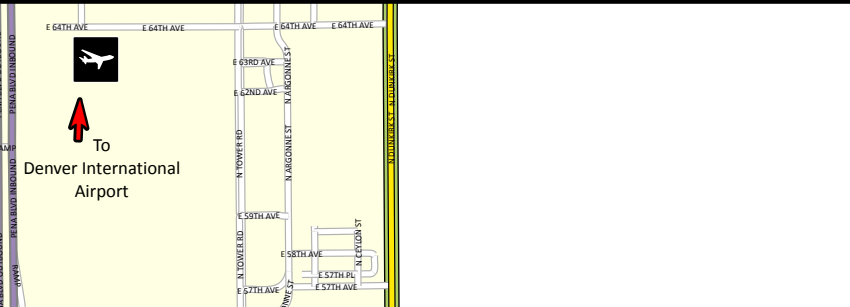 E 64TH AVE
E 64TH AVE
E 64TH AVE
E 64TH AVE
PENA BLVD INBOUND
N DUNKIRK ST
N DUNKIRK ST
E 63RD AVE
N ARGONNE ST
E 62ND AVE
To
Denver International
Airport
N TOWER RD
N ARGONNE ST
PENA BLVD INBOUND
E 59TH AVE
N CEYLON ST
N TOWER RD
E 58TH AVE
RAMP
E 57TH PL
E 57TH AVE
E 57TH AVE